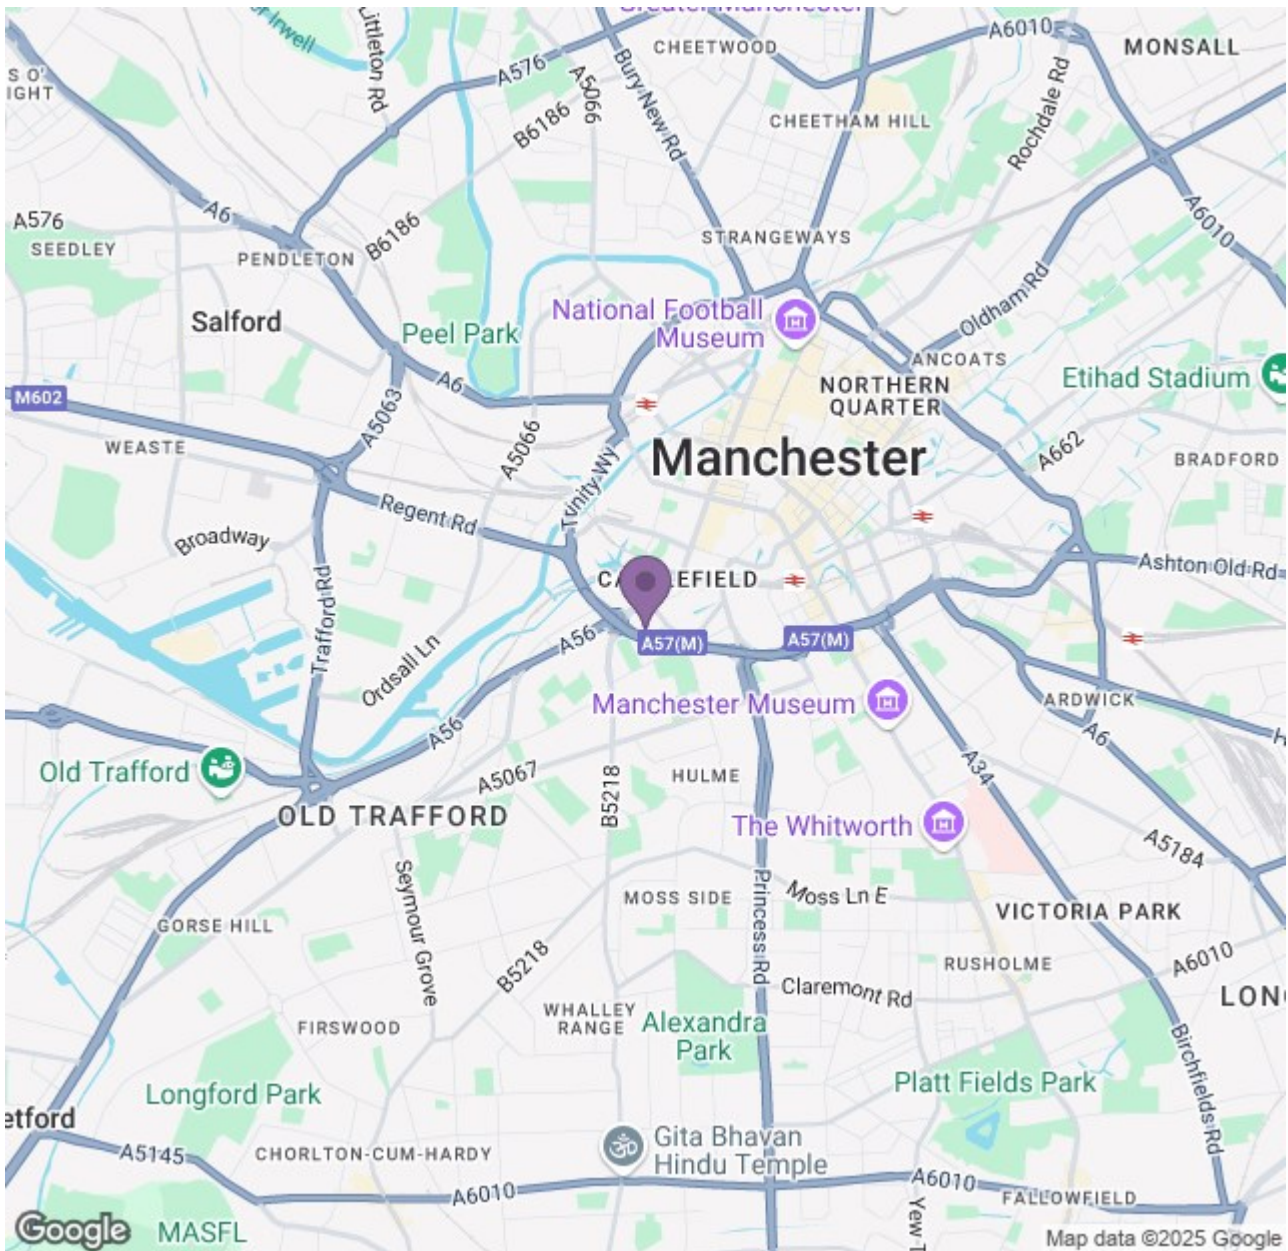 Greater Manchester
Irwell
Littleton Rd
CHEETWOOD
A6010
MONSALL
S O'
IGHT
A576
A5066
Bury New Rd
B6186
CHEETHAM HILL
Rochdale Rd
A6
A576
SEEDLEY
PENDLETON
B6186
STRANGEWAYS
A6010
Salford
Peel Park
National Football
Museum
Oldham Rd
ANCOATS
NORTHERN
QUARTER
Etihad Stadium
M602
A6
A5063
WEASTE
A5066
Trinity Wy
Manchester
A662
BRADFORD
Regent Rd
Broadway
Trafford Rd
Ashton Old Rd
A56
A57(M)
A57(M)
Ordsall Ln
Manchester Museum
ARDWICK
A56
A6
A34
Old Trafford
A5067
B5218
HULME
OLD TRAFFORD
The Whitworth
A5184
Seymour Grove
Princess Rd
MOSS SIDE
Moss Ln E
VICTORIA PARK
GORSE HILL
B5218
RUSHOLME
A6010
Claremont Rd
WHALLEY
RANGE
FIRSWOOD
Alexandra
Park
Birchfields Rd
Longford Park
Platt Fields Park
etford
A5145
CHORLTON-CUM-HARDY
Gita Bhavan
Hindu Temple
A6010
A6010
FALLOWFIELD
MASFL
Google
Map data ©2025 Google